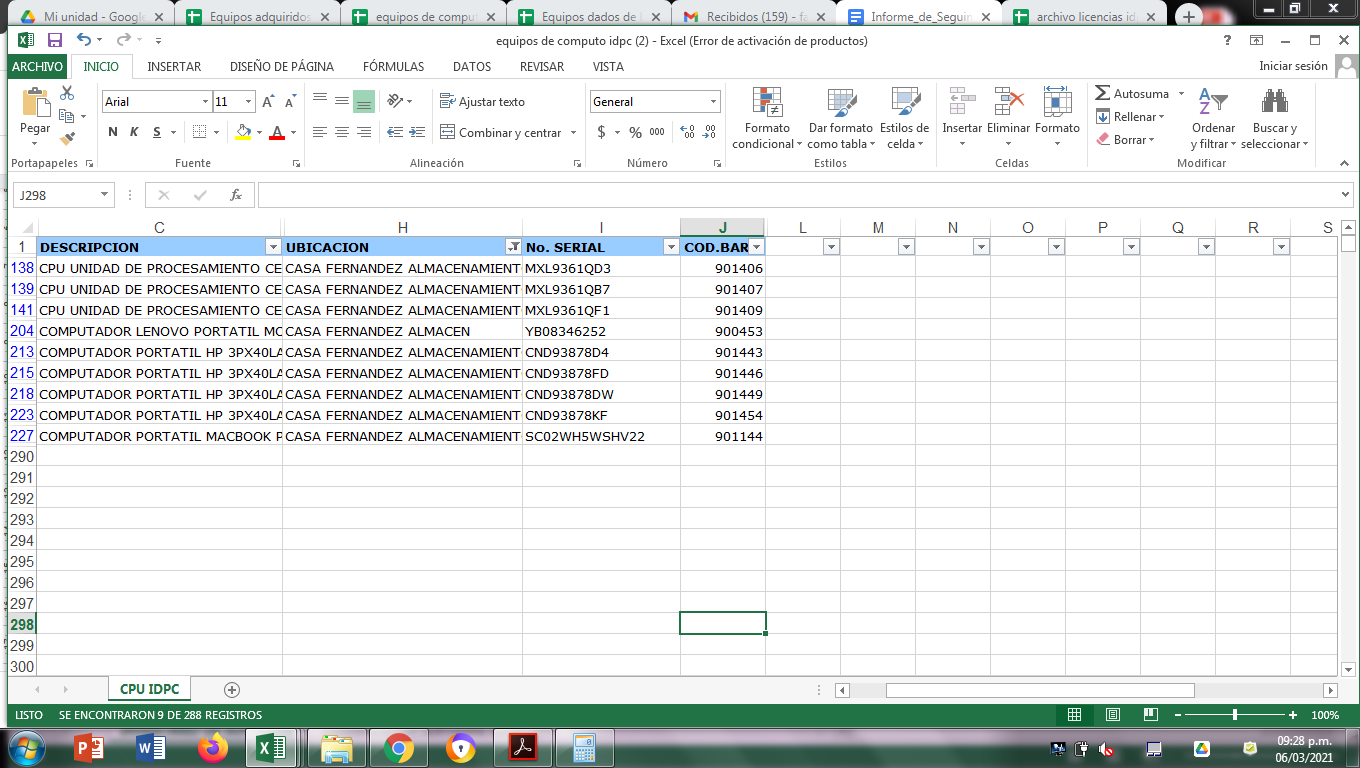 Mi unidad - Google
Equipos adquiridos
equipos de comput
Equipos dados de
Recibidos (159) - fa
Informe_de_Seguim
archivo licencias id
equipos de computo idpc (2) - Excel (Error de activación de productos)
ARCHIVO INICIO INSERTAR DISEÑO DE PÁGINA FÓRMULAS DATOS REVISAR VISTA Iniciar sesión
Pegar
Arial 11
N K S
Ajustar texto
Combinar y centrar
General
$ % 000
Formato condicional
Dar formato como tabla
Estilos de celda
Insertar Eliminar Formato
Autosuma
Rellenar
Borrar
Ordenar y filtrar
Buscar y seleccionar
Portapapeles Fuente Alineación Número Estilos Celdas Modificar
J298 fx
C H I J L M N O P Q R S
1 DESCRIPCION UBICACION No. SERIAL COD.BAR
138 CPU UNIDAD DE PROCESAMIENTO CE CASA FERNANDEZ ALMACENAMIENT MXL9361QD3 901406
139 CPU UNIDAD DE PROCESAMIENTO CE CASA FERNANDEZ ALMACENAMIENT MXL9361QB7 901407
141 CPU UNIDAD DE PROCESAMIENTO CE CASA FERNANDEZ ALMACENAMIENT MXL9361QF1 901409
204 COMPUTADOR LENOVO PORTATIL MO CASA FERNANDEZ ALMACEN YB08346252 900453
213 COMPUTADOR PORTATIL HP 3PX40LA CASA FERNANDEZ ALMACENAMIENT CND93878D4 901443
215 COMPUTADOR PORTATIL HP 3PX40LA CASA FERNANDEZ ALMACENAMIENT CND93878FD 901446
218 COMPUTADOR PORTATIL HP 3PX40LA CASA FERNANDEZ ALMACENAMIENT CND93878DW 901449
223 COMPUTADOR PORTATIL HP 3PX40LA CASA FERNANDEZ ALMACENAMIENT CND93878KF 901454
227 COMPUTADOR PORTATIL MACBOOK P CASA FERNANDEZ ALMACENAMIENT SC02WH5WSHV22 901144
290
291
292
293
294
295
296
297
298
299
300
CPU IDPC
LISTO SE ENCONTRARON 9 DE 288 REGISTROS 100%
09:28 p.m.
06/03/2021